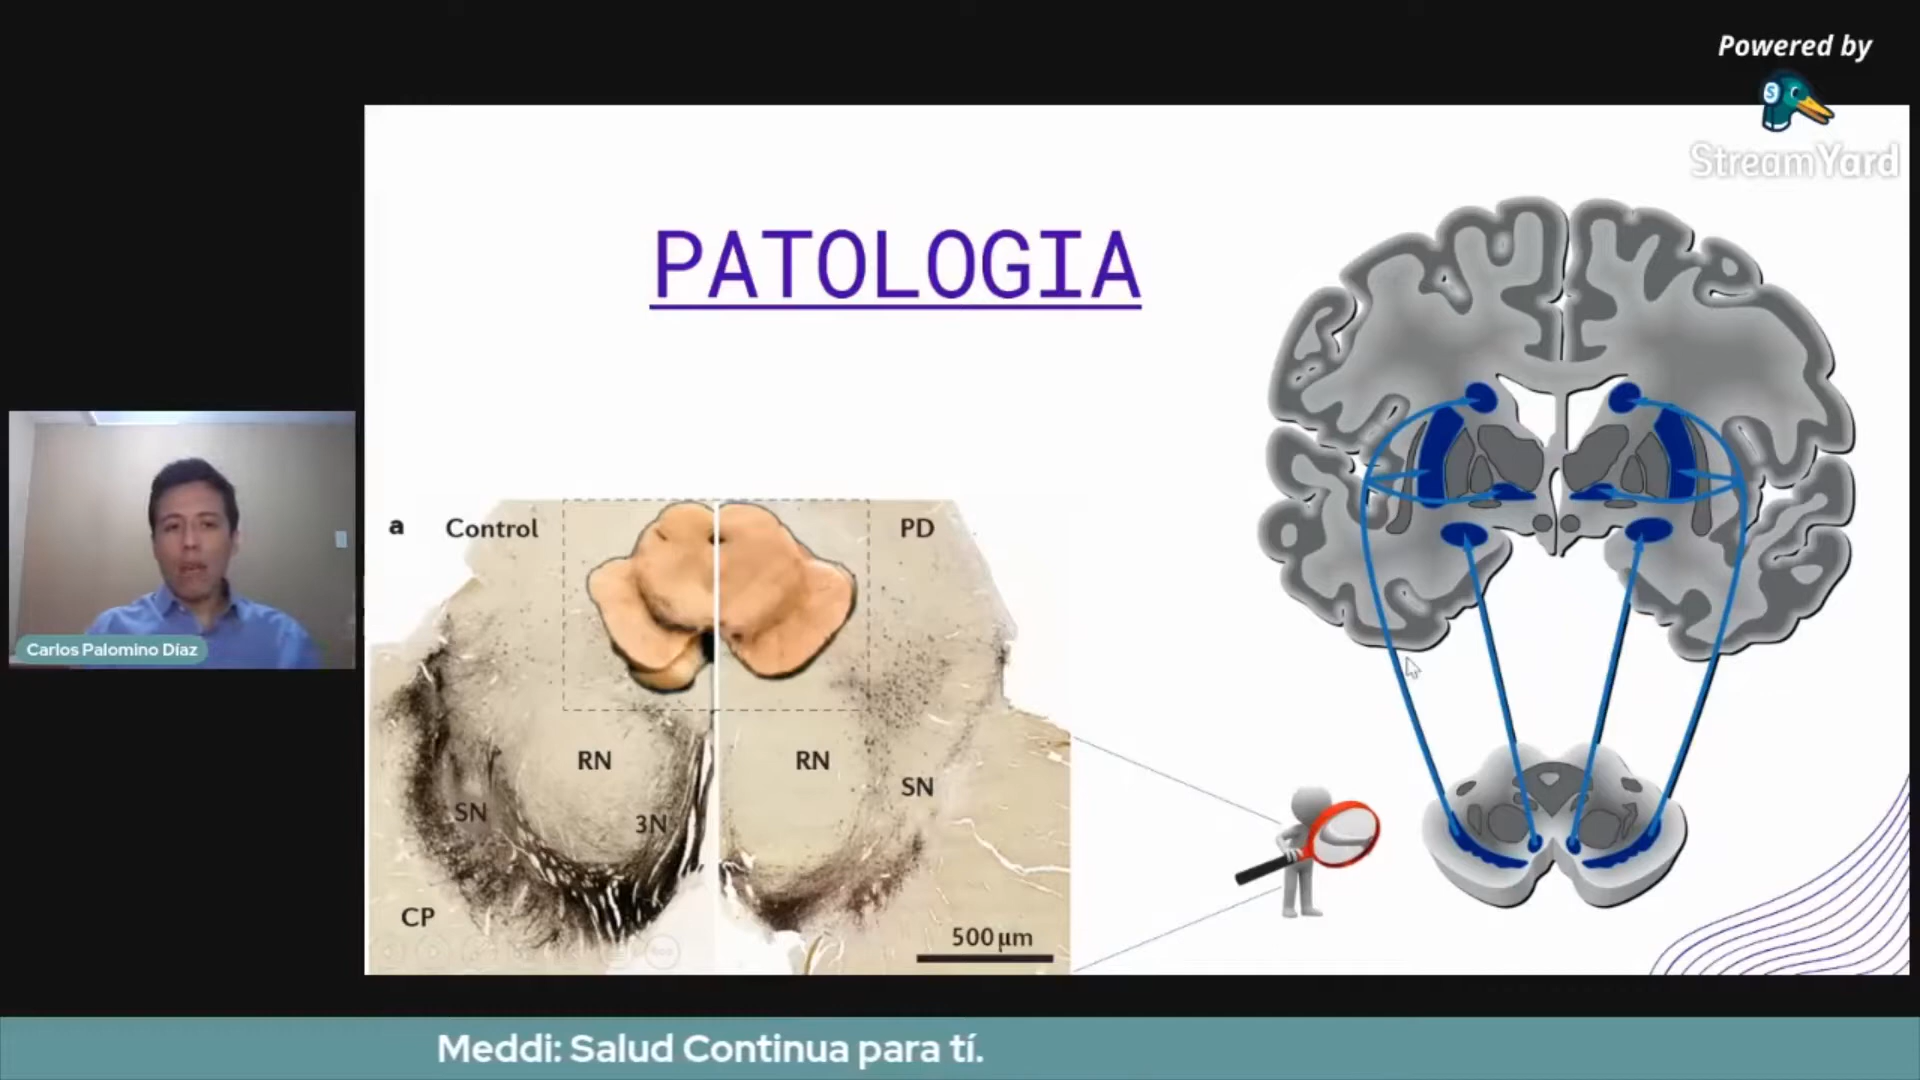 Powered by
S
StreamYard
PATOLOGIA
a
Control
PD
RN
RN
SN
SN
3N
CP
500 µm
Carlos Palomino Díaz
Meddi: Salud Continua para tí.